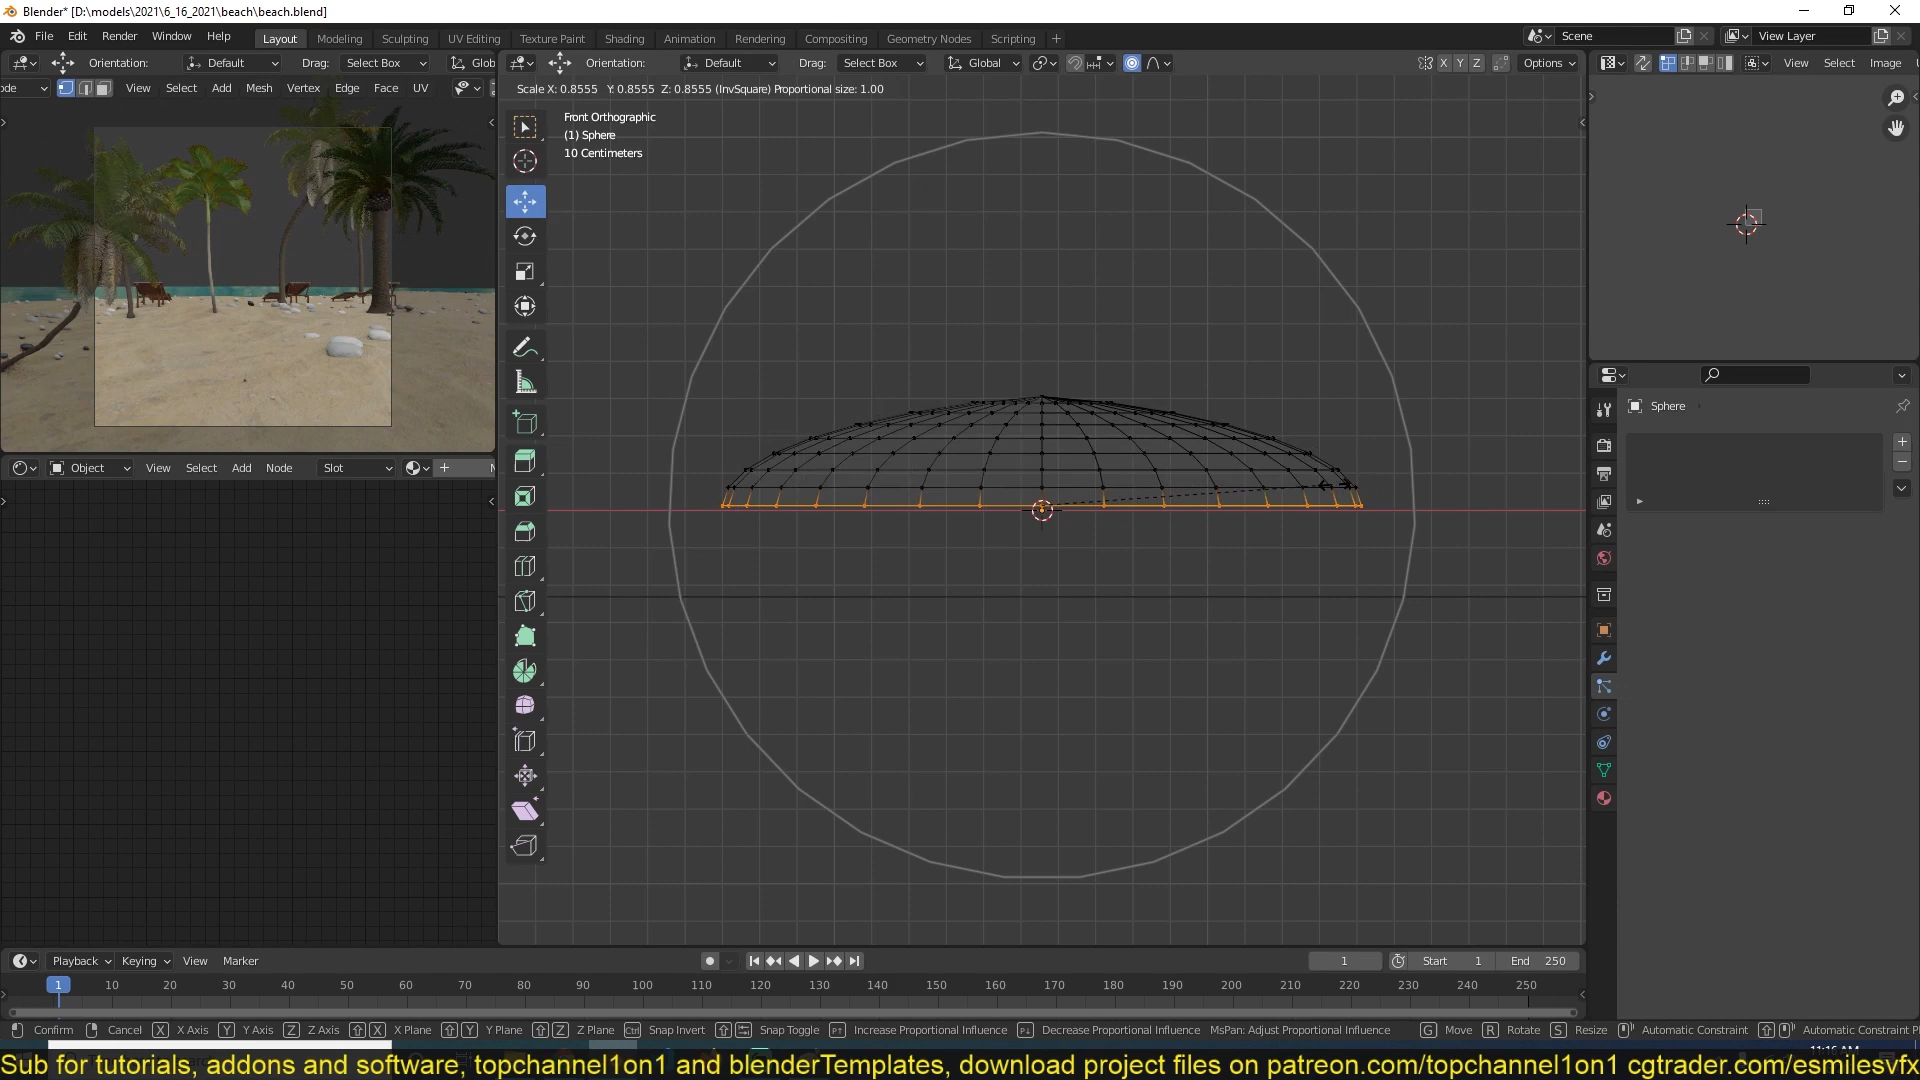 Blender* [D:\models\2021\6_16_2021\beach\beach.blend]
File Edit Render Window Help Layout Modeling Sculpting UV Editing Texture Paint Shading Animation Rendering Compositing Geometry Nodes Scripting + Scene View Layer
Orientation: Default Drag: Select Box Glob Orientation: Default Drag: Select Box Global X Y Z Options View Select Image
ode View Select Add Mesh Vertex Edge Face UV
Scale X: 0.8555 Y: 0.8555 Z: 0.8555 (InvSquare) Proportional size: 1.00
Front Orthographic
(1) Sphere
10 Centimeters
Sphere
Object View Select Add Node Slot
Playback Keying View Marker 1 Start 1 End 250
1 10 20 30 40 50 60 70 80 90 100 110 120 130 140 150 160 170 180 190 200 210 220 230 240 250
Confirm Cancel X X Axis Y Y Axis Z Z Axis X X Plane Y Y Plane Z Z Plane Ctrl Snap Invert Snap Toggle Increase Proportional Influence Decrease Proportional Influence MsPan: Adjust Proportional Influence G Move R Rotate S Resize Automatic Constraint Automatic Constraint P
11:16 AM
Sub for tutorials, addons and software, topchannel1on1 and blenderTemplates, download project files on patreon.com/topchannel1on1 cgtrader.com/esmilesvfx